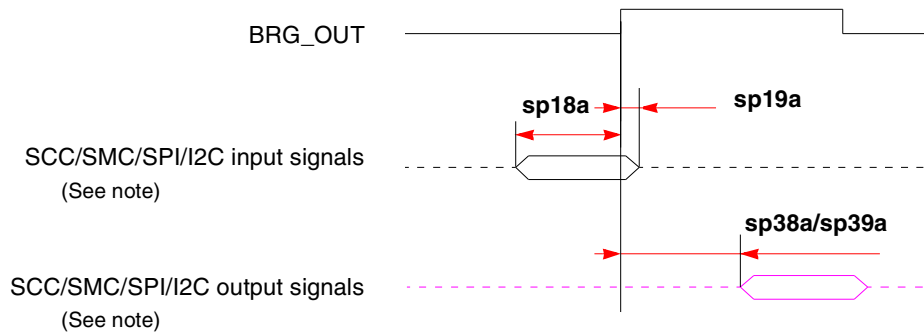 BRG_OUT
sp18a
sp19a
SCC/SMC/SPI/I2C input signals
(See note)
sp38a/sp39a
SCC/SMC/SPI/I2C output signals
(See note)